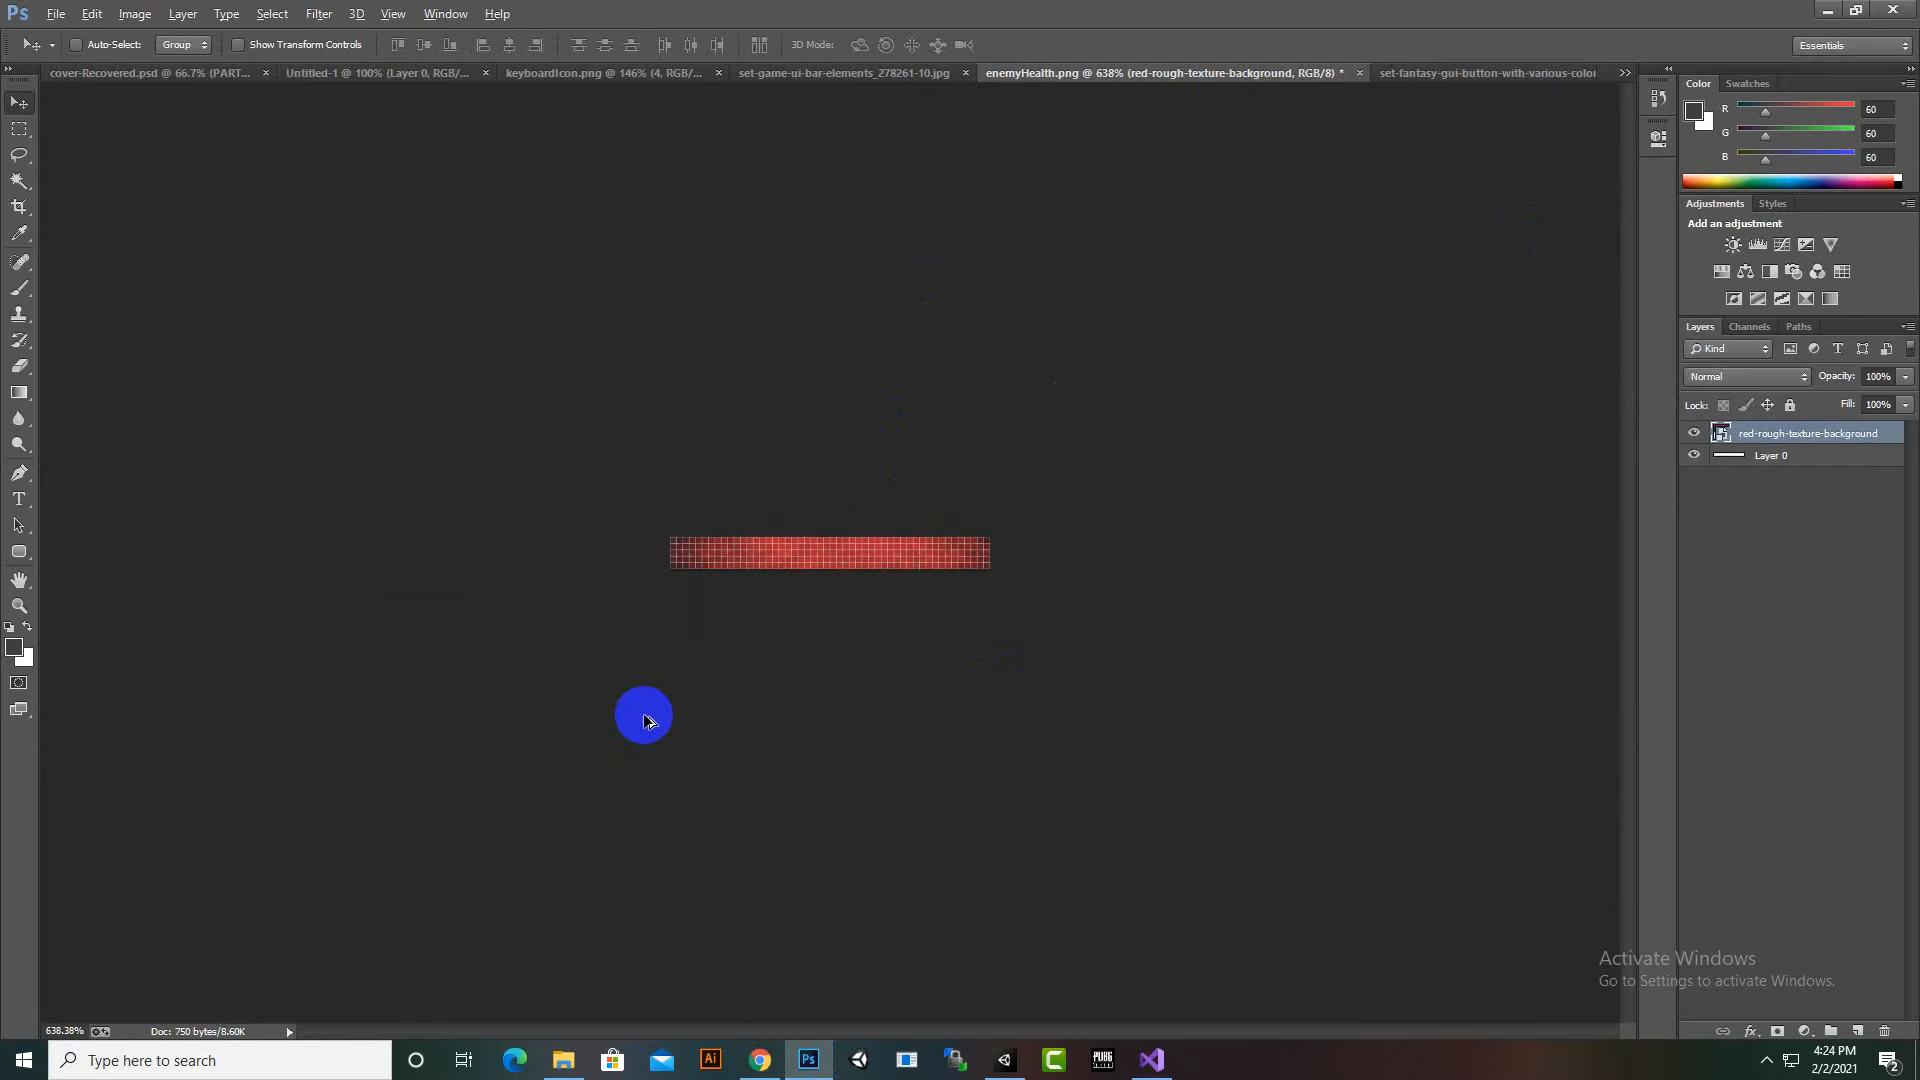 Ps File Edit Image Layer Type Select Filter 3D View Window Help
Auto-Select: Group Show Transform Controls 3D Mode: Essentials
cover-Recovered.psd @ 66.7% (PART... Untitled-1 @ 100% (Layer 0, RGB/... keyboardIcon.png @ 146% (4, RGB/... set-game-ui-bar-elements_278261-10.jpg enemyHealth.png @ 638% (red-rough-texture-background, RGB/8) * set-fantasy-gui-button-with-various-color
Color Swatches
R 60
G 60
B 60
Adjustments Styles
Add an adjustment
Layers Channels Paths
Kind
Normal Opacity: 100%
Lock: Fill: 100%
red-rough-texture-background
Layer 0
Activate Windows
Go to Settings to activate Windows.
638.38% Doc: 750 bytes/8.60K
Type here to search
4:24 PM
2/2/2021
2